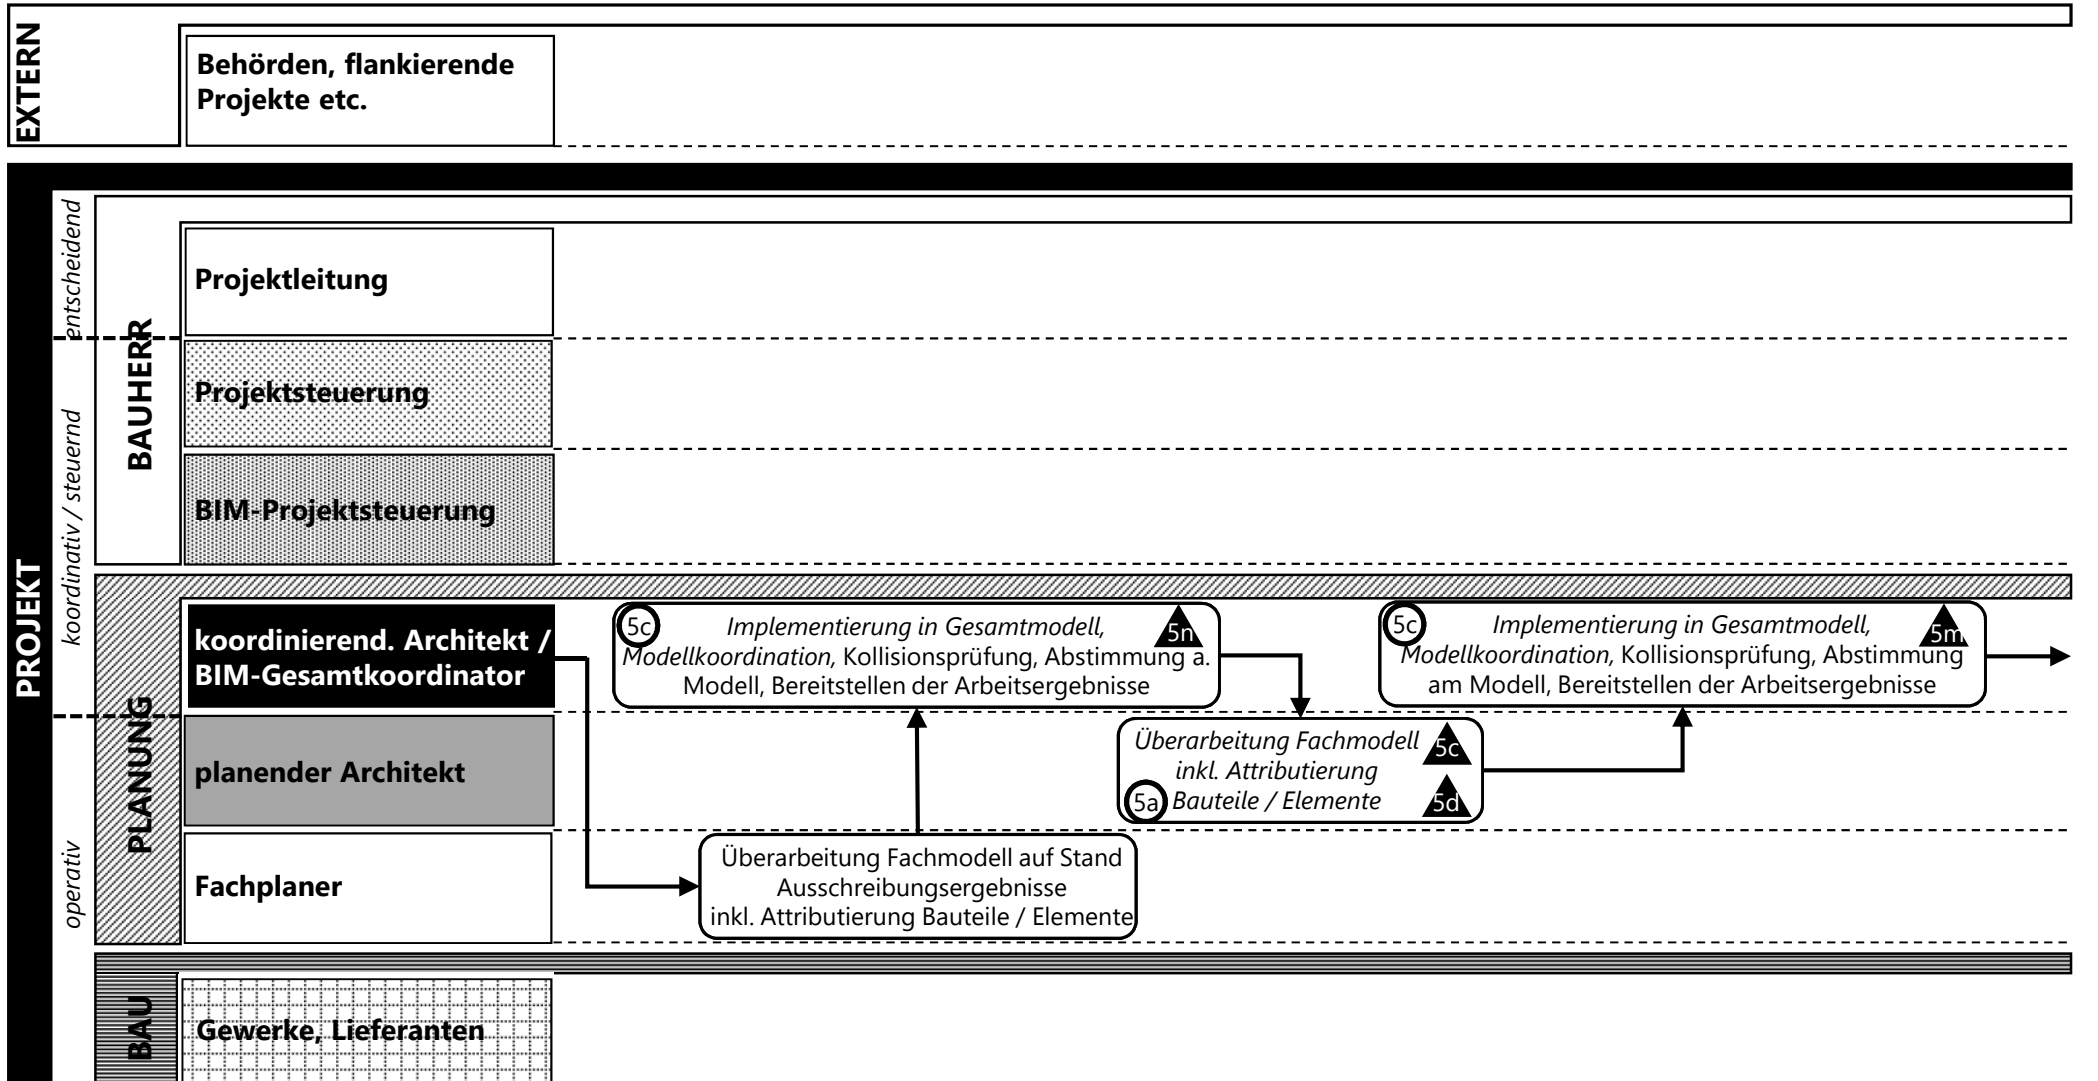 EXTERN
Behörden, flankierende
Projekte etc.
PROJEKT
entscheidend
koordinativ / steuernd
operativ
BAUHERR
Projektleitung
Projektsteuerung
BIM-Projektsteuerung
PLANUNG
koordinierend. Architekt /
BIM-Gesamtkoordinator
5c
Implementierung in Gesamtmodell,
5n
Modellkoordination, Kollisionsprüfung, Abstimmung a.
Modell, Bereitstellen der Arbeitsergebnisse
5c
Implementierung in Gesamtmodell,
5m
Modellkoordination, Kollisionsprüfung, Abstimmung
am Modell, Bereitstellen der Arbeitsergebnisse
planender Architekt
Überarbeitung Fachmodell
5c
inkl. Attributierung
5a
Bauteile / Elemente
5d
Fachplaner
Überarbeitung Fachmodell auf Stand
Ausschreibungsergebnisse
inkl. Attributierung Bauteile / Elemente
BAU
Gewerke, Lieferanten